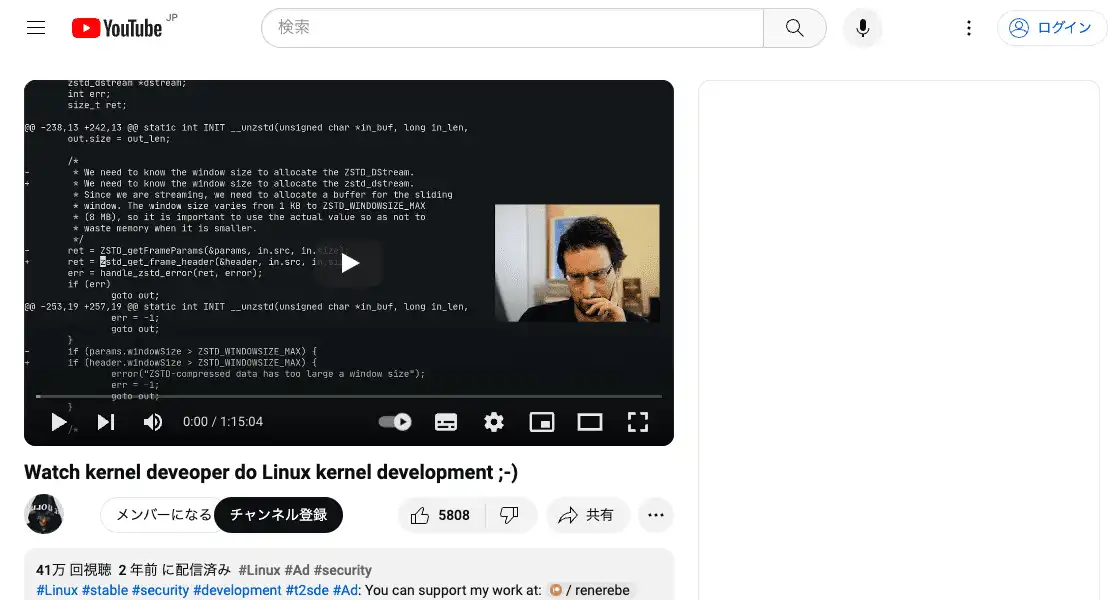 YouTube JP
検索
ログイン
zstd_dstream *dstream;
int err;
size_t ret;
@@ -238,13 +242,13 @@ static int INIT __unzstd(unsigned char *in_buf, long in_len,
out.size = out_len;
/*
- * We need to know the window size to allocate the ZSTD_DStream.
+ * We need to know the window size to allocate the zstd_dstream.
* Since we are streaming, we need to allocate a buffer for the sliding
* window. The window size varies from 1 KB to ZSTD_WINDOWSIZE_MAX
* (8 MB), so it is important to use the actual value so as not to
* waste memory when it is smaller.
*/
- ret = ZSTD_getFrameParams(&params, in.src, in.size);
+ ret = zstd_get_frame_header(&header, in.src, in.size);
err = handle_zstd_error(ret, error);
if (err)
goto out;
@@ -253,19 +257,19 @@ static int INIT __unzstd(unsigned char *in_buf, long in_len,
err = -1;
goto out;
}
- if (params.windowSize > ZSTD_WINDOWSIZE_MAX) {
+ if (header.windowSize > ZSTD_WINDOWSIZE_MAX) {
error("ZSTD-compressed data has too large a window size");
err = -1;
goto out;
}
/*
0:00 / 1:15:04
Watch kernel deveoper do Linux kernel development ;-)
メンバーになる チャンネル登録 5808 共有
41万 回視聴 2 年前 に配信済み #Linux #Ad #security
#Linux #stable #security #development #t2sde #Ad: You can support my work at: / renerebe